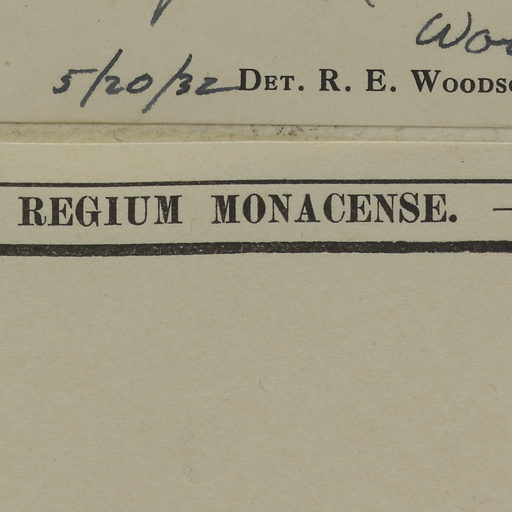 5/20/32 DET. R. E. WOODS
REGIUM MONACENSE. —